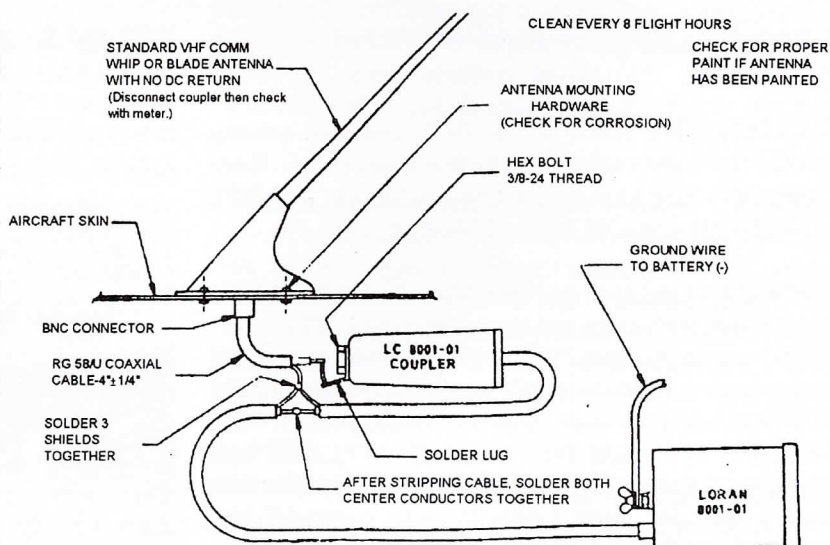 CLEAN EVERY 8 FLIGHT HOURS
STANDARD VHF COMM
WHIP OR BLADE ANTENNA
WITH NO DC RETURN
(Disconnect coupler then check
with meter.)
CHECK FOR PROPER
PAINT IF ANTENNA
HAS BEEN PAINTED
ANTENNA MOUNTING
HARDWARE
(CHECK FOR CORROSION)
HEX BOLT
3/8-24 THREAD
AIRCRAFT SKIN
GROUND WIRE
TO BATTERY (-)
BNC CONNECTOR
LC 8001-01
COUPLER
RG 58/U COAXIAL
CABLE-4"±1/4"
SOLDER 3
SHIELDS
TOGETHER
SOLDER LUG
AFTER STRIPPING CABLE, SOLDER BOTH
CENTER CONDUCTORS TOGETHER
LORAN
8001-01